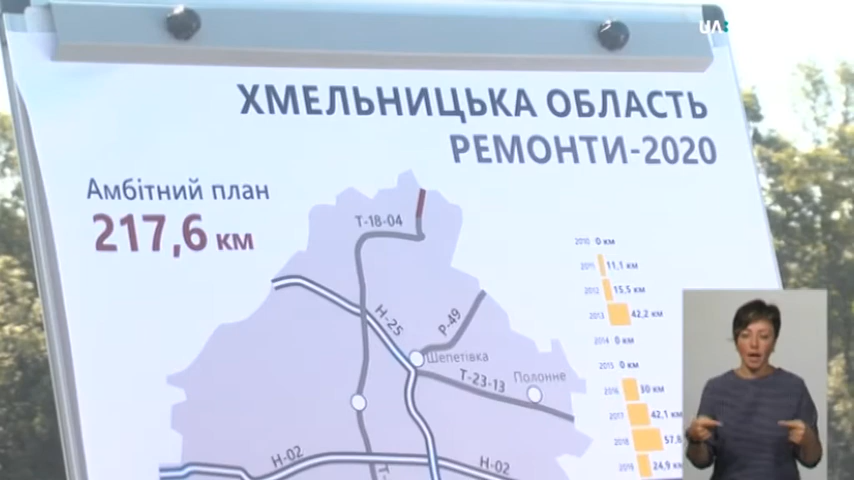 UA:
ХМЕЛЬНИЦЬКА ОБЛАСТЬ
РЕМОНТИ-2020
Амбітний план
217,6 км
Т-18-04
Н-25
Р-49
Шепетівка
Т-23-13
Полонне
Н-02
Т-
Н-02
2010 0 км
2011 11,1 км
2012 15,5 км
2013 42,2 км
2014 0 км
2015 0 км
2016 30 км
2017 42,1 км
2018 57,8
2019 24,9 км